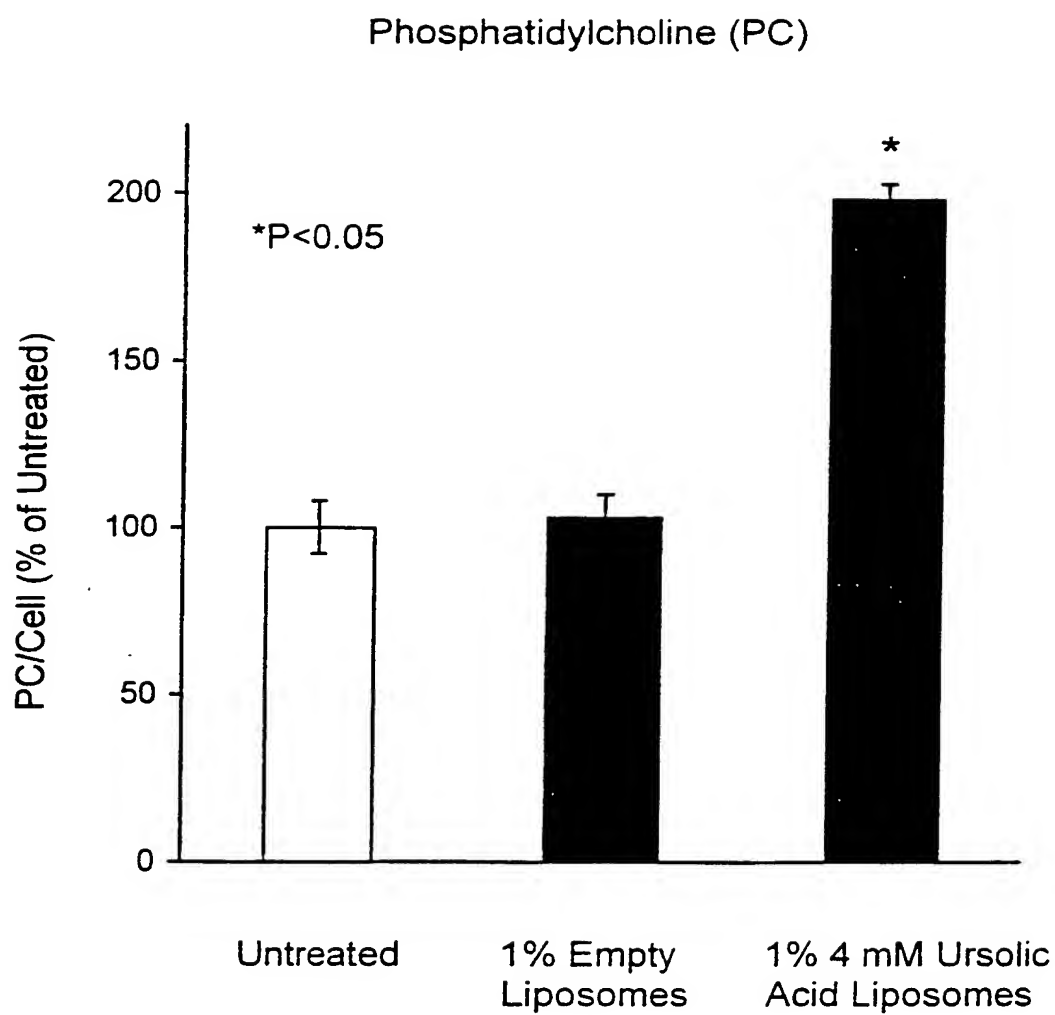 Phosphatidylcholine (PC)
*
200
*P<0.05
150
PC/Cell (% of Untreated)
100
50
0
Untreated
1% Empty
Liposomes
1% 4 mM Ursolic
Acid Liposomes